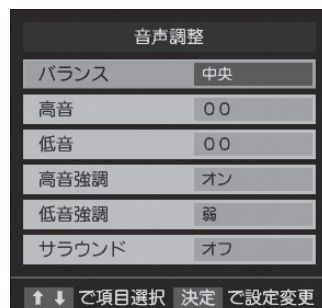 音声調整
バランス 中央
高音 00
低音 00
高音強調 オン
低音強調 弱
サラウンド オフ
↑ ↓ で項目選択 決定 で設定変更